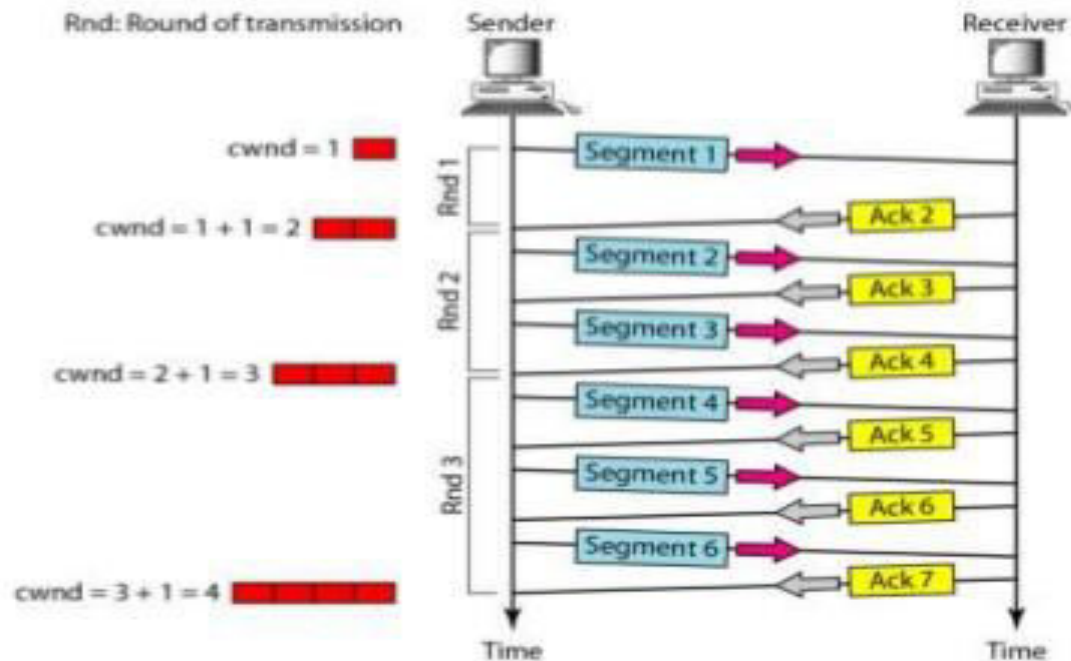 Rnd: Round of transmission
Sender
Receiver
cwnd = 1
Rnd 1
Segment 1
Ack 2
cwnd = 1 + 1 = 2
Rnd 2
Segment 2
Ack 3
Segment 3
Ack 4
cwnd = 2 + 1 = 3
Rnd 3
Segment 4
Ack 5
Segment 5
Ack 6
Segment 6
Ack 7
cwnd = 3 + 1 = 4
Time
Time